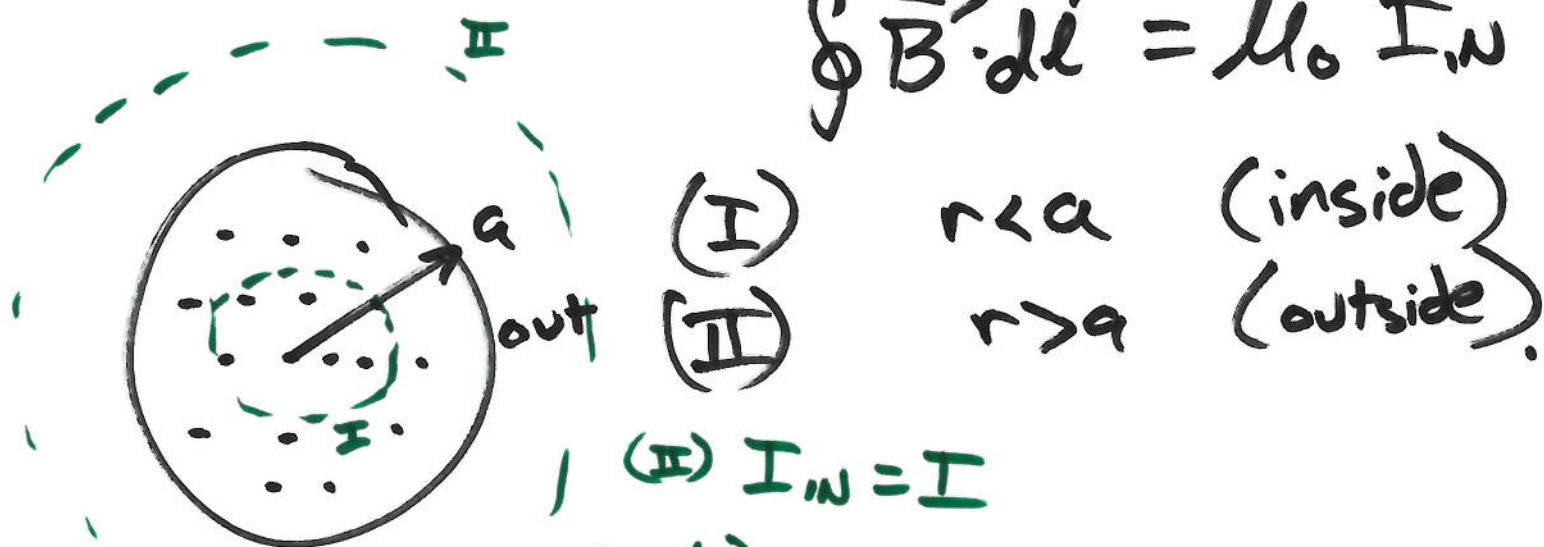 II
∮ B⃗ · dℓ = μ₀ I_IN
a
(I) r<a (inside)
out
(II) r>a (outside).
I
(II) I_IN = I